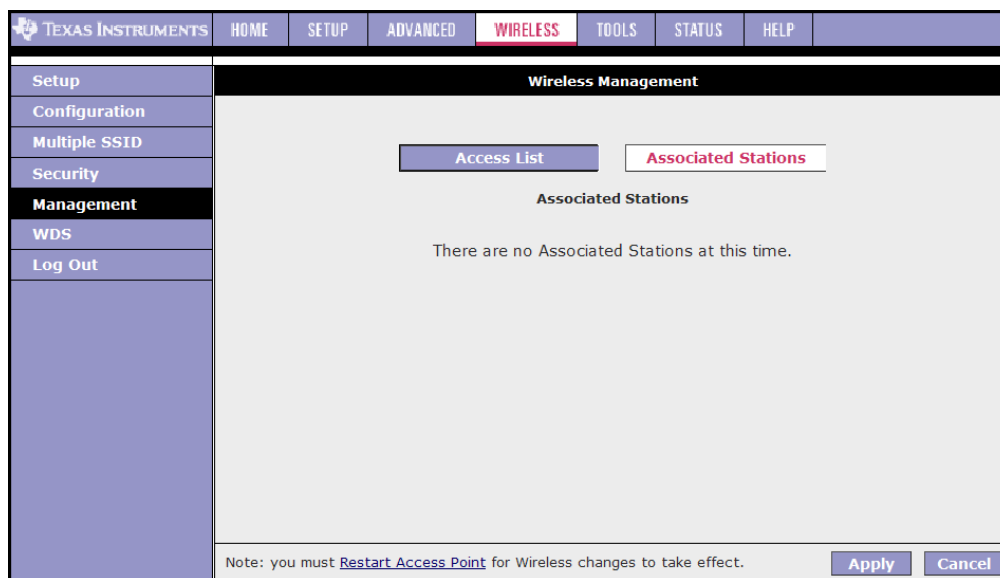 TEXAS INSTRUMENTS HOME SETUP ADVANCED WIRELESS TOOLS STATUS HELP
Setup
Configuration
Multiple SSID
Security
Management
WDS
Log Out
Wireless Management
Access List Associated Stations
Associated Stations
There are no Associated Stations at this time.
Note: you must Restart Access Point for Wireless changes to take effect. Apply Cancel